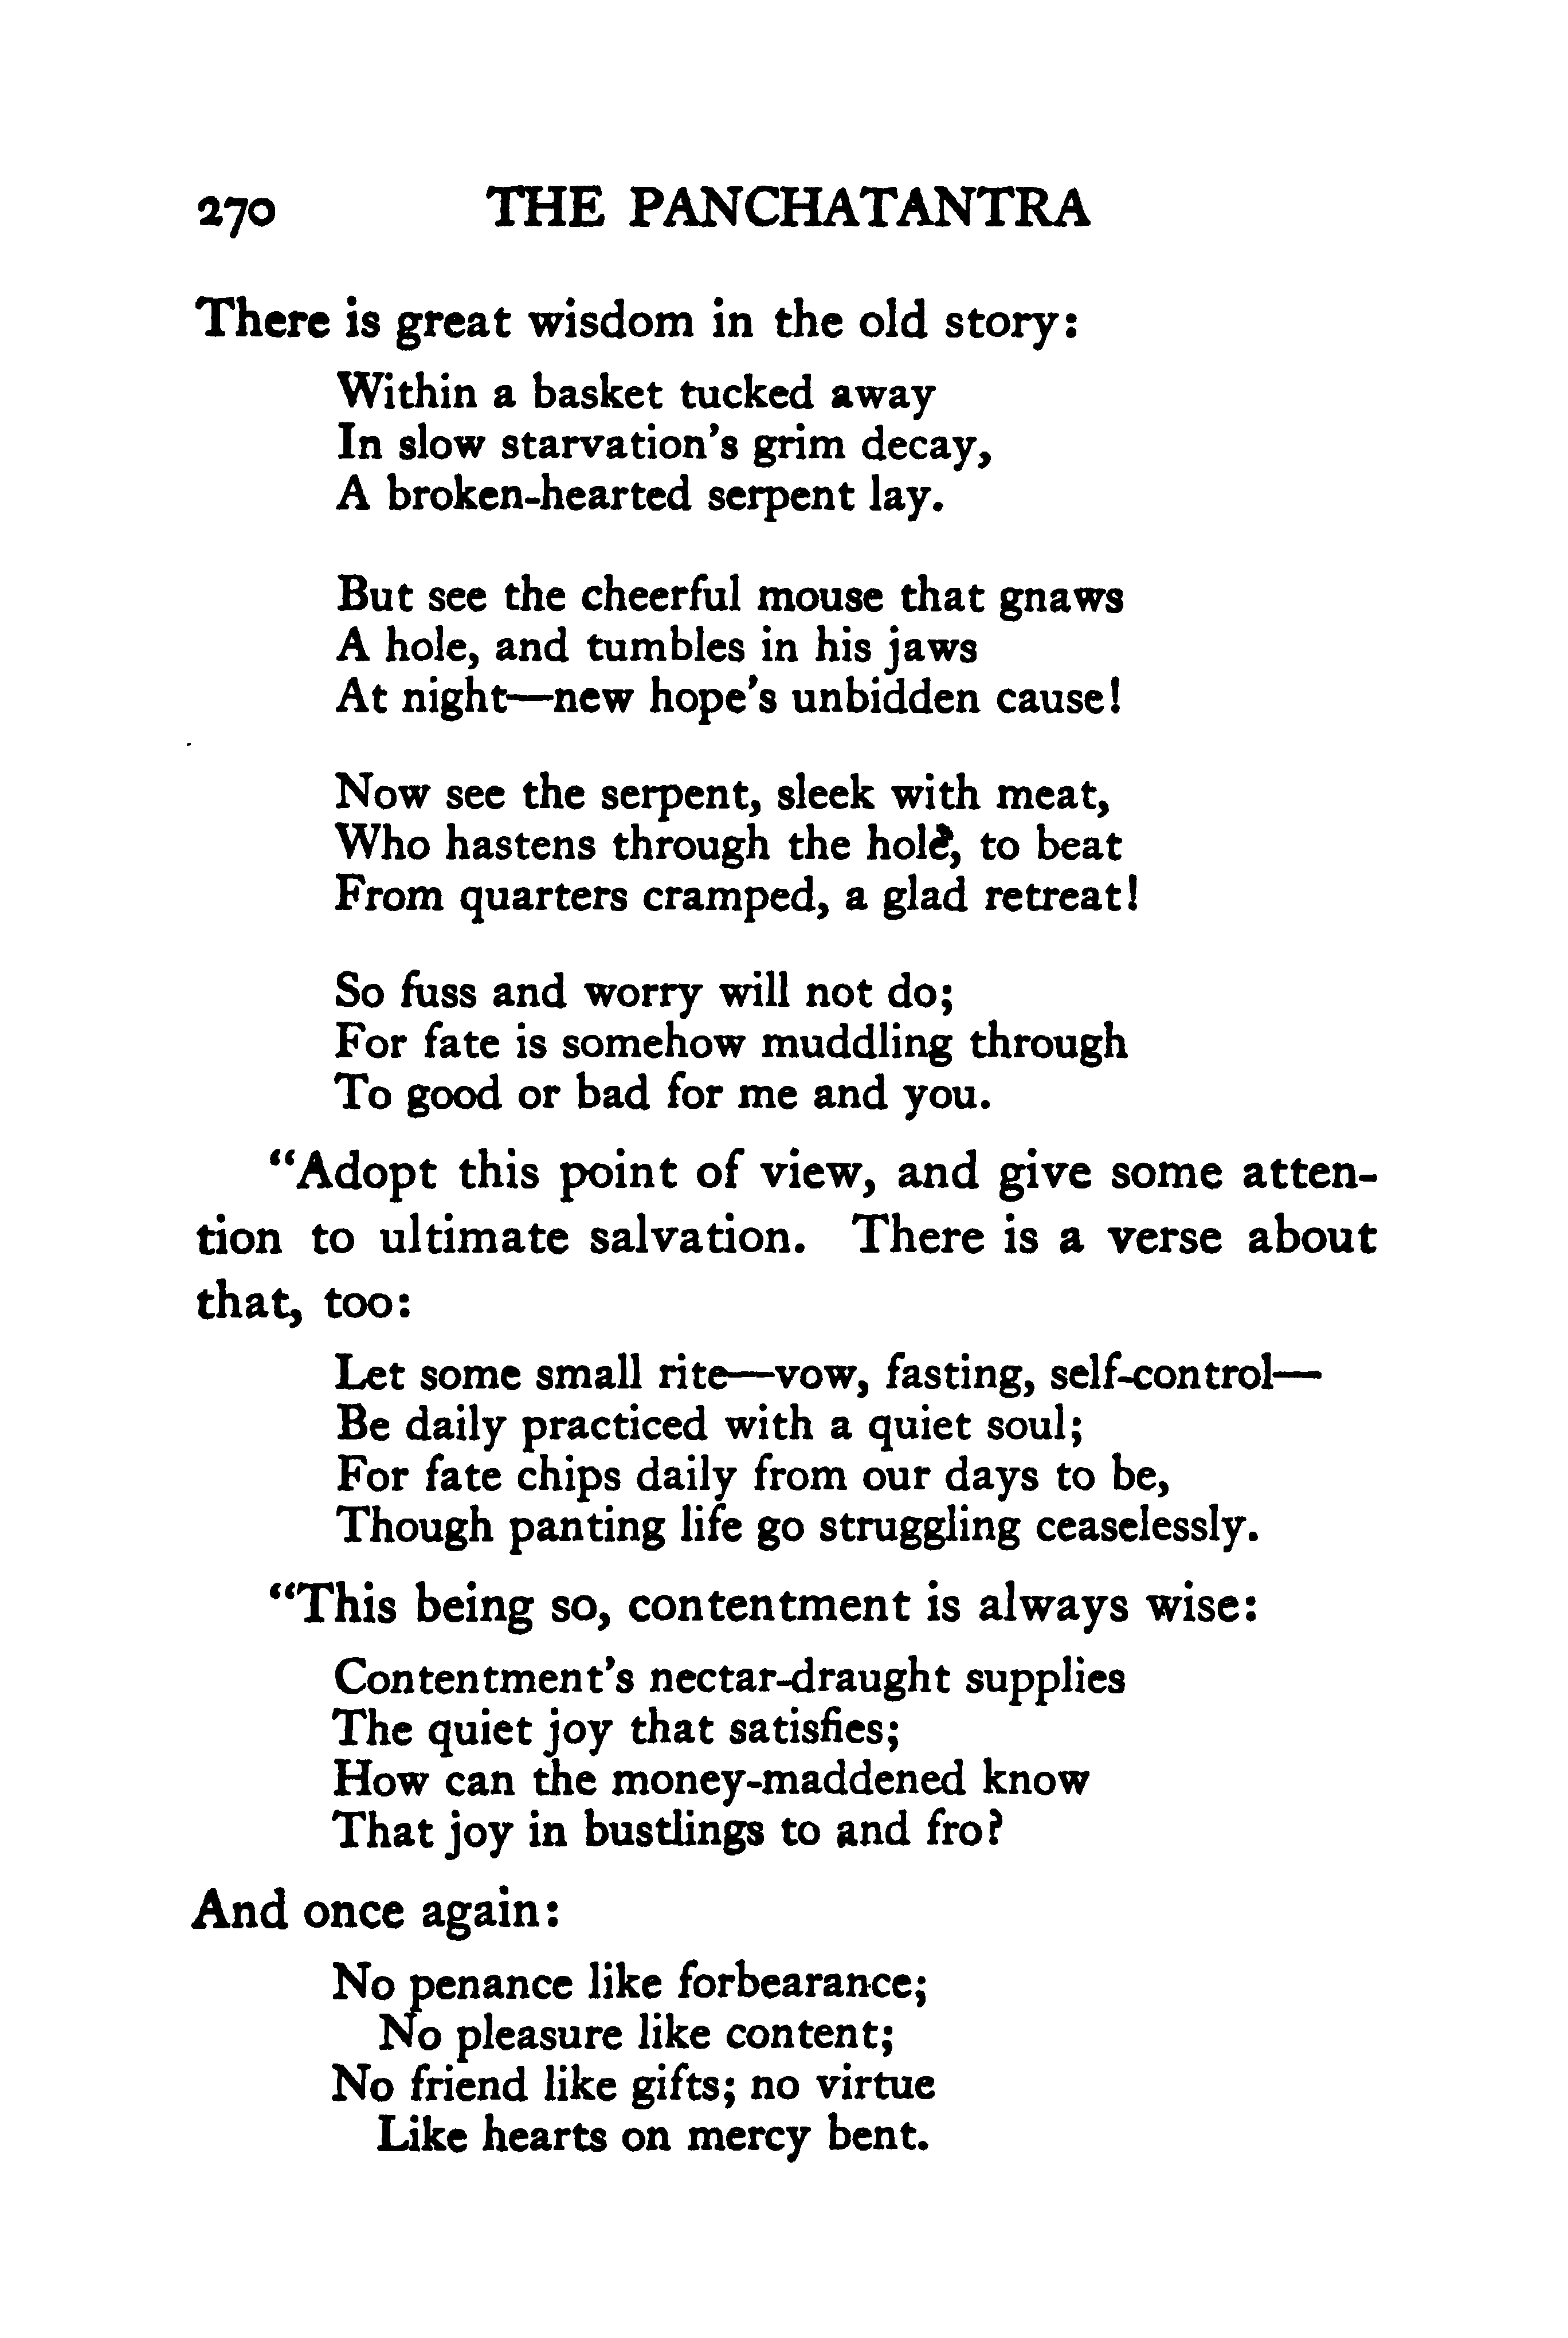 270 THE PANCHATANTRA
There is great wisdom in the old story:
Within a basket tucked away
In slow starvation's grim decay,
A broken-hearted serpent lay.
But see the cheerful mouse that gnaws
A hole, and tumbles in his jaws
At night—new hope's unbidden cause!
Now see the serpent, sleek with meat,
Who hastens through the hole, to beat
From quarters cramped, a glad retreat!
So fuss and worry will not do;
For fate is somehow muddling through
To good or bad for me and you.
"Adopt this point of view, and give some atten-
tion to ultimate salvation. There is a verse about
that, too:
Let some small rite—vow, fasting, self-control—
Be daily practiced with a quiet soul;
For fate chips daily from our days to be,
Though panting life go struggling ceaselessly.
"This being so, contentment is always wise:
Contentment's nectar-draught supplies
The quiet joy that satisfies;
How can the money-maddened know
That joy in bustlings to and fro?
And once again:
No penance like forbearance;
No pleasure like content;
No friend like gifts; no virtue
Like hearts on mercy bent.